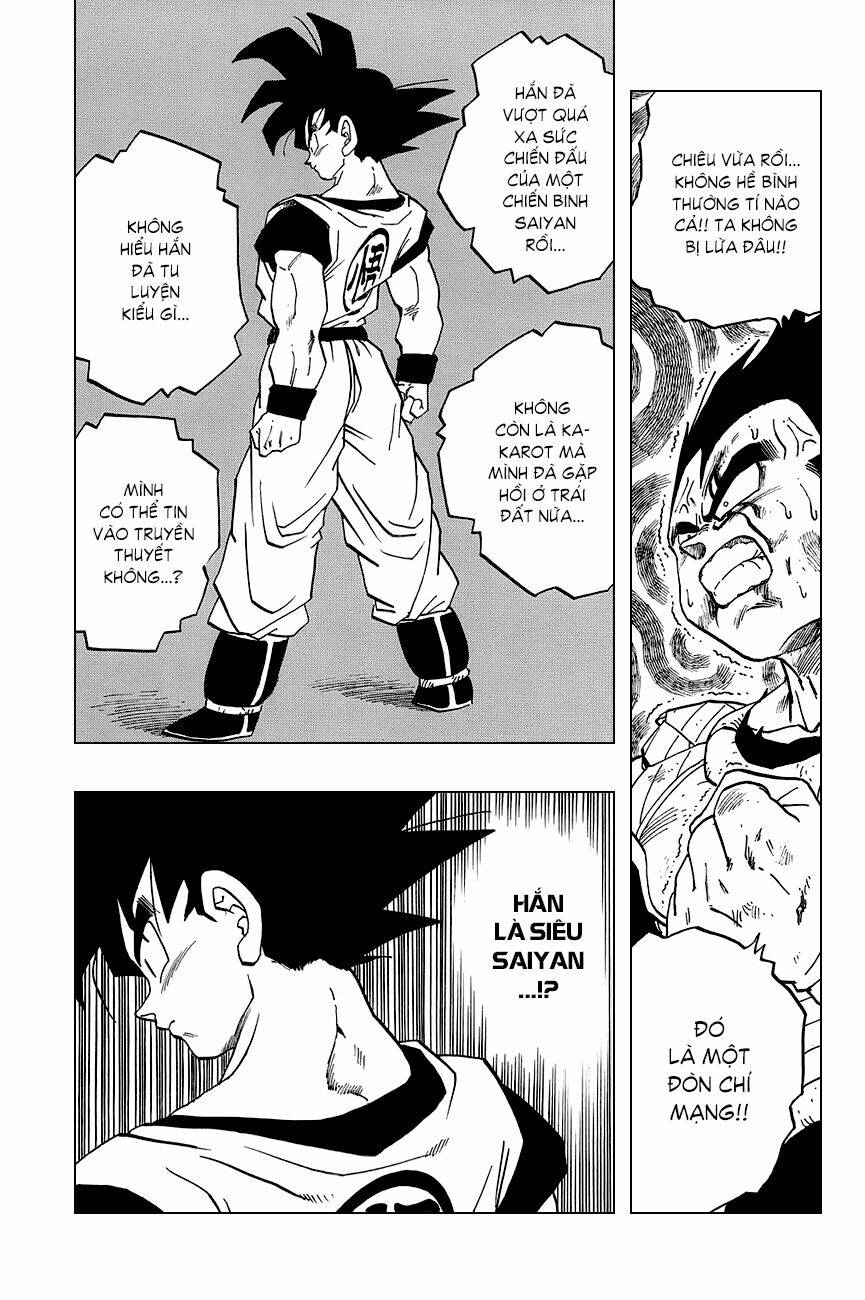 CHIÊU VỪA RỒI...
KHÔNG HỀ BÌNH
THƯỜNG TÍ NÀO
CẢ!! TA KHÔNG
BỊ LỪA ĐÂU!!
ĐÓ
LÀ MỘT
ĐÒN CHÍ
MẠNG!!
HẮN ĐÃ
VƯỢT QUÁ
XA SỨC
CHIẾN ĐẤU
CỦA MỘT
CHIẾN BINH
SAIYAN
RỒI...
KHÔNG
CÒN LÀ KA-
KAROT MÀ
MÌNH ĐÃ GẶP
HỒI Ở TRÁI
ĐẤT NỮA...
KHÔNG
HIỂU HẮN
ĐÃ TU
LUYỆN
KIỂU GÌ...
MÌNH
CÓ THỂ TIN
VÀO TRUYỀN
THUYẾT
KHÔNG...?
HẮN
LÀ SIÊU
SAIYAN
...!?